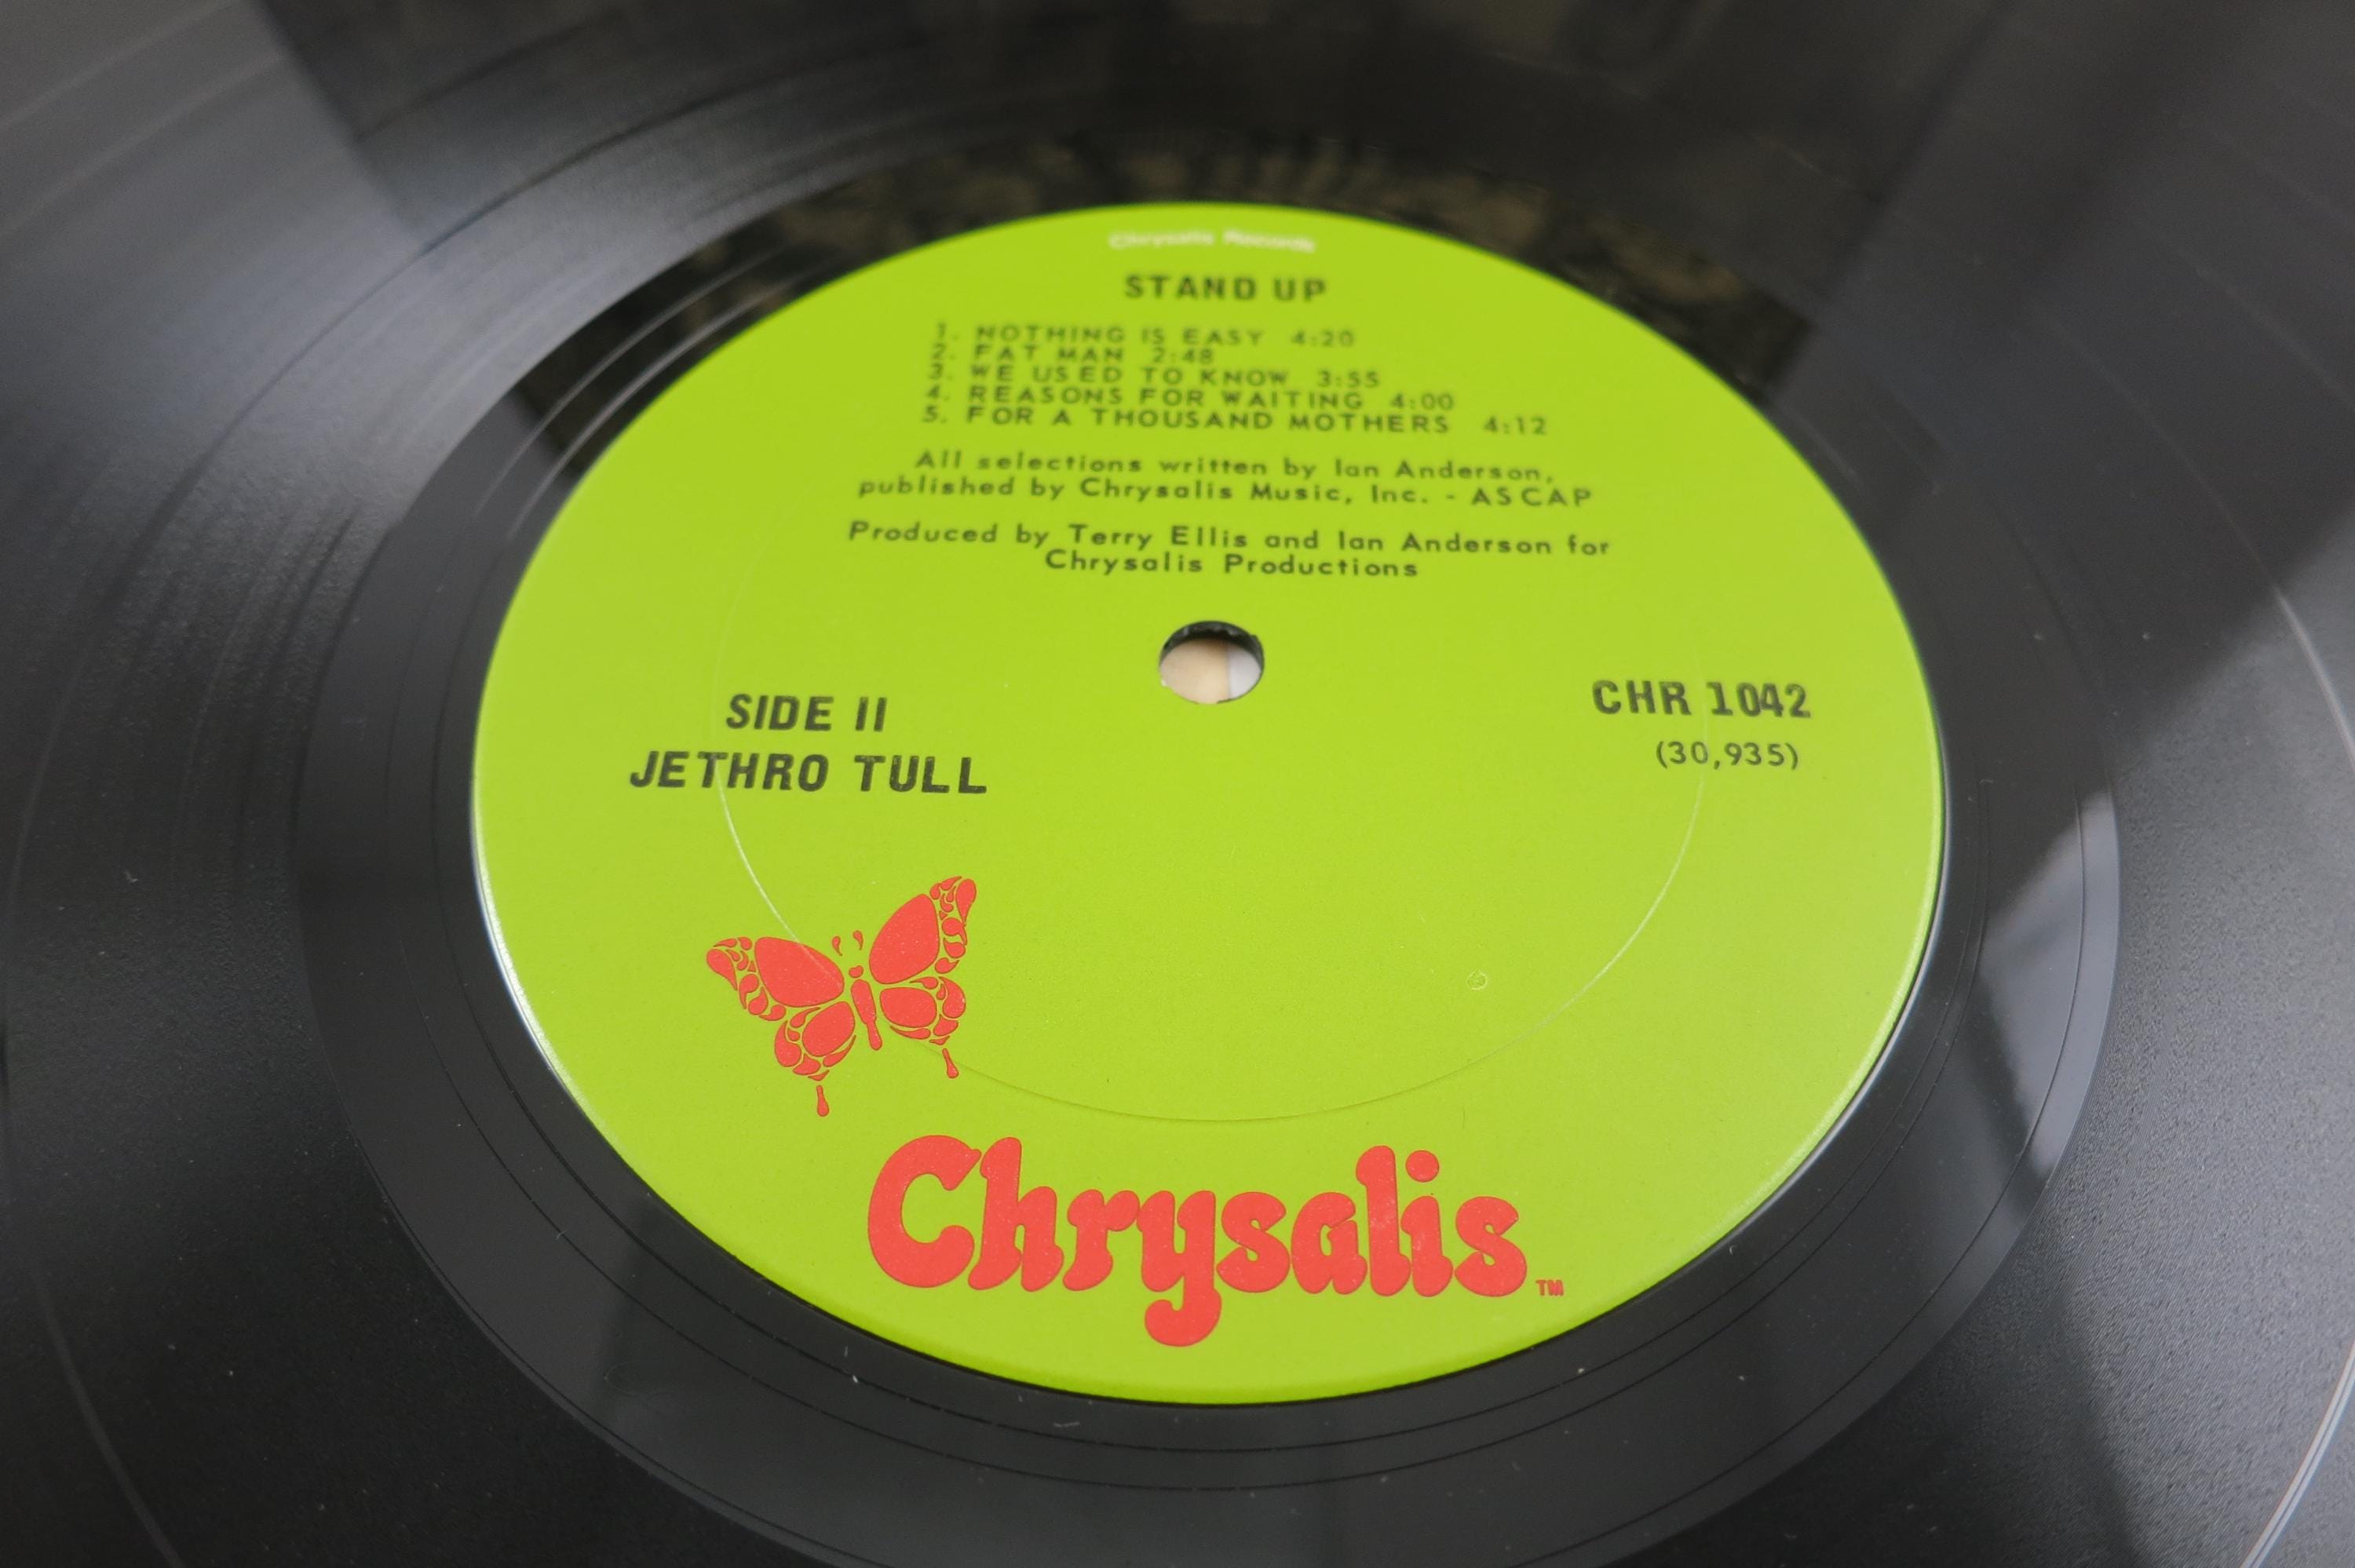 Chrysalis Records
STAND UP
1. NOTHING IS EASY 4:20
2. FAT MAN 2:48
3. WE USED TO KNOW 3:55
4. REASONS FOR WAITING 4:00
5. FOR A THOUSAND MOTHERS 4:12
All selections written by Ian Anderson,
published by Chrysalis Music, Inc. - ASCAP
Produced by Terry Ellis and Ian Anderson for
Chrysalis Productions
SIDE II
JETHRO TULL
CHR 1042
(30,935)
Chrysalis TM